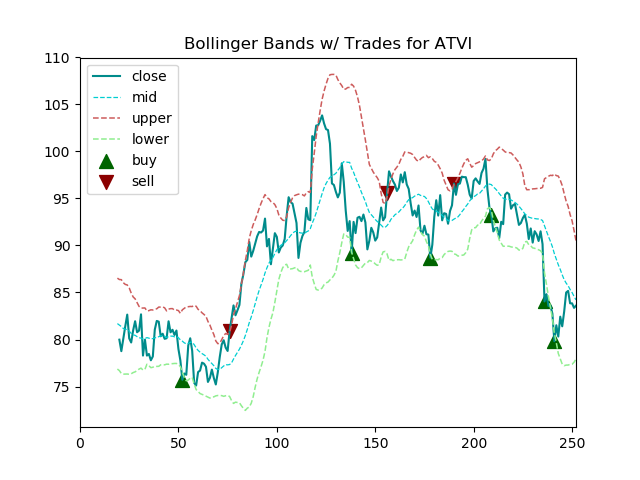 Bollinger Bands w/ Trades for ATVI
110
105
100
95
90
85
80
75
close
mid
upper
lower
buy
sell
0 50 100 150 200 250